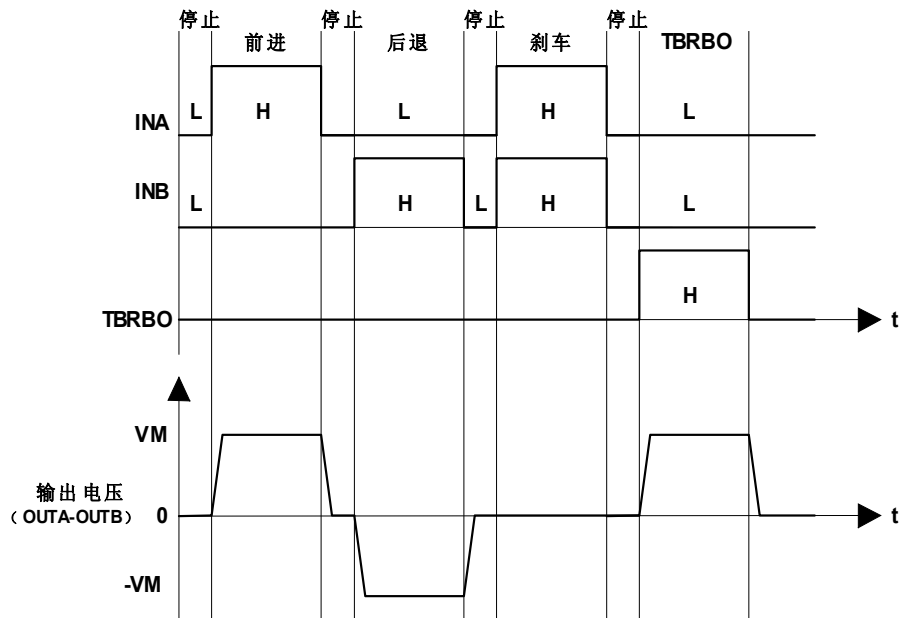 停止 停止 停止 停止
前进 后退 刹车 TBRBO
INA L H L H L
INB L H L H L
TBRBO H t
VM
输出电压
（OUTA-OUTB） 0 t
-VM